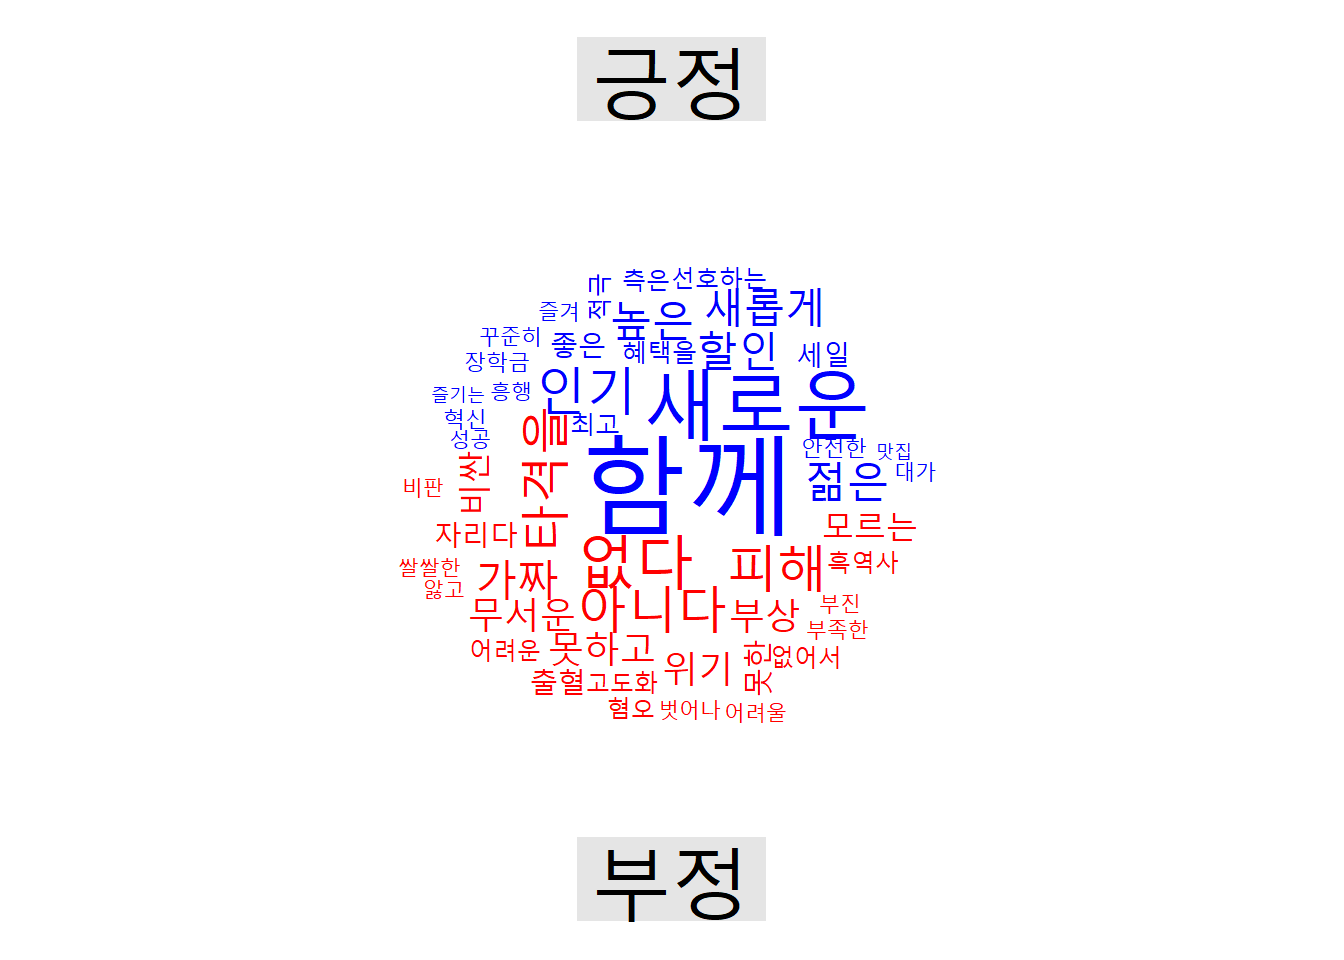 긍정
측은 선호하는
적극
즐겨
높은
새롭게
꾸준히
좋은
혜택을
할인
세일
장학금
인기
새로운
즐기는
흥행
혁신
최고
성공
타격을
함께
안전한
맛집
비싼
젊은
대가
비판
자리다
모르는
없다
피해
흑역사
쌀쌀한
가짜
않고
아니다
무서운
부상
부진
부족한
어려운
못하고
위기
못한
없어서
출혈
고도화
혐오
벗어나
어려울
부정